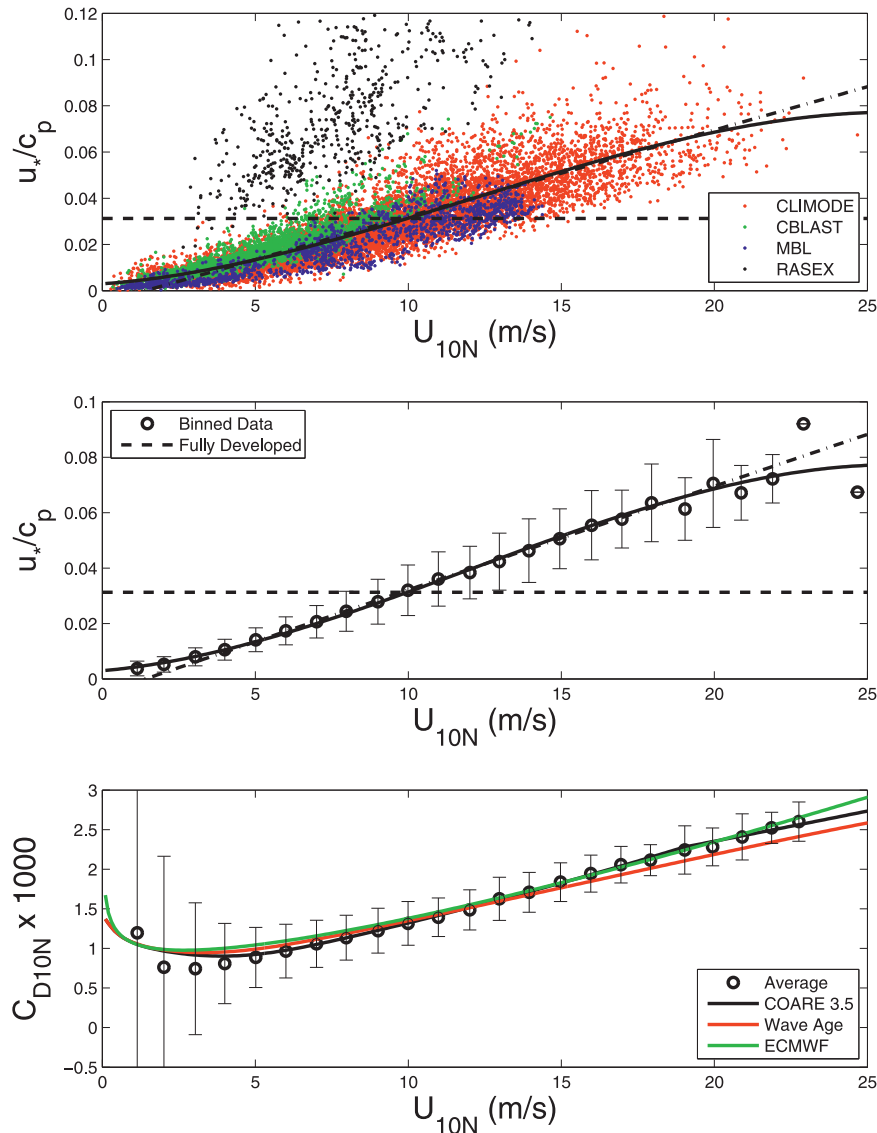 0.12
0.1
0.08
0.06
0.04
0.02
0
u*/cp
CLIMODE
CBLAST
MBL
RASEX
0 5 10 15 20 25
U10N (m/s)
0.1
0.08
0.06
0.04
0.02
0
u*/cp
Binned Data
Fully Developed
0 5 10 15 20 25
U10N (m/s)
3
2.5
2
1.5
1
0.5
0
−0.5
CD10N x 1000
Average
COARE 3.5
Wave Age
ECMWF
0 5 10 15 20 25
U10N (m/s)